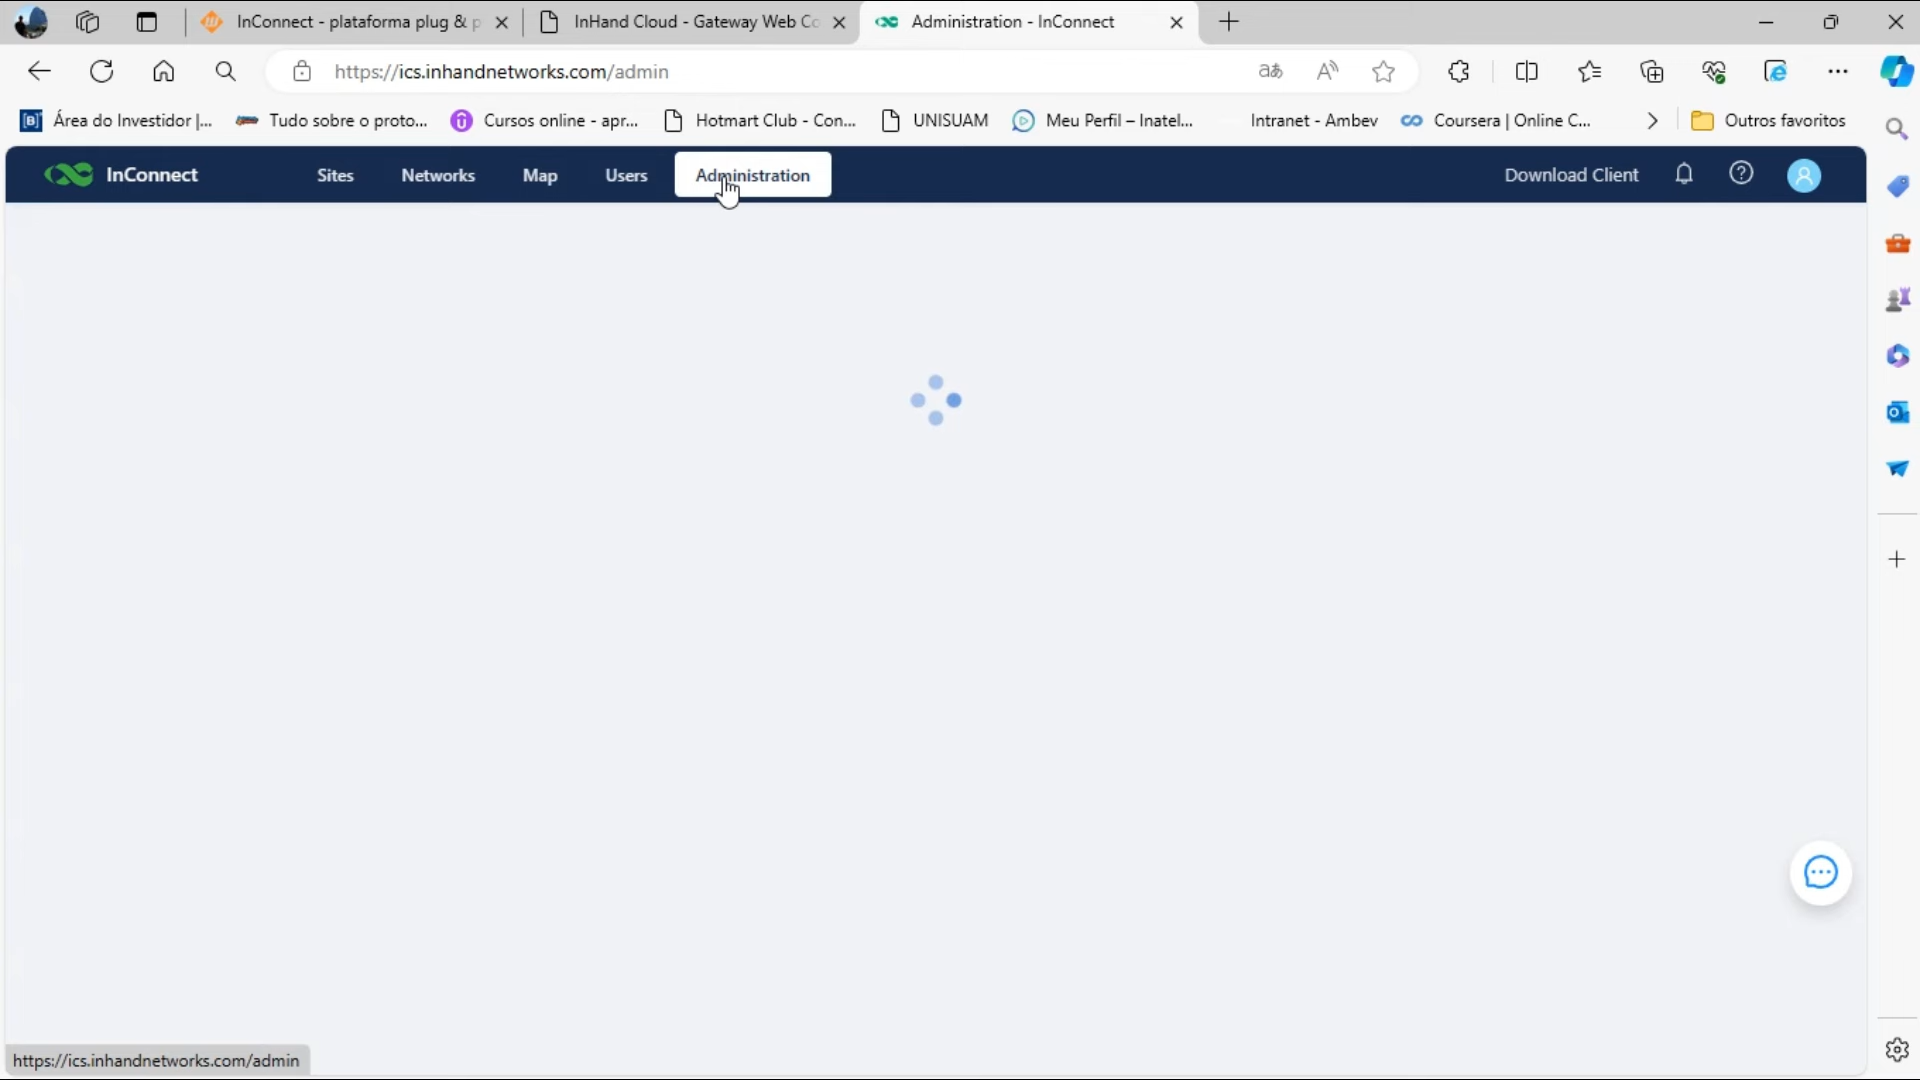 InConnect - plataforma plug & p
InHand Cloud - Gateway Web Co
Administration - InConnect
https://ics.inhandnetworks.com/admin
Área do Investidor |...
Tudo sobre o proto...
Cursos online - apr...
Hotmart Club - Con...
UNISUAM
Meu Perfil – Inatel...
Intranet - Ambev
Coursera | Online C...
Outros favoritos
InConnect
Sites
Networks
Map
Users
Administration
Download Client
https://ics.inhandnetworks.com/admin